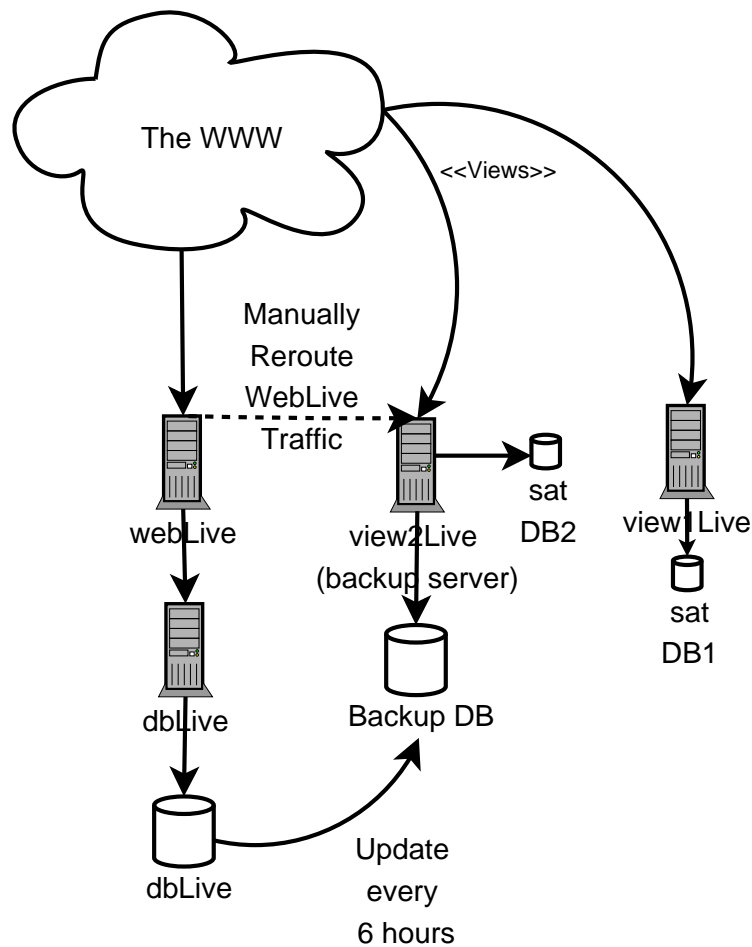 The WWW
<<Views>>
Manually
Reroute
WebLive
Traffic
webLive
view2Live
(backup server)
sat
DB2
view1Live
sat
DB1
dbLive
Backup DB
dbLive
Update
every
6 hours